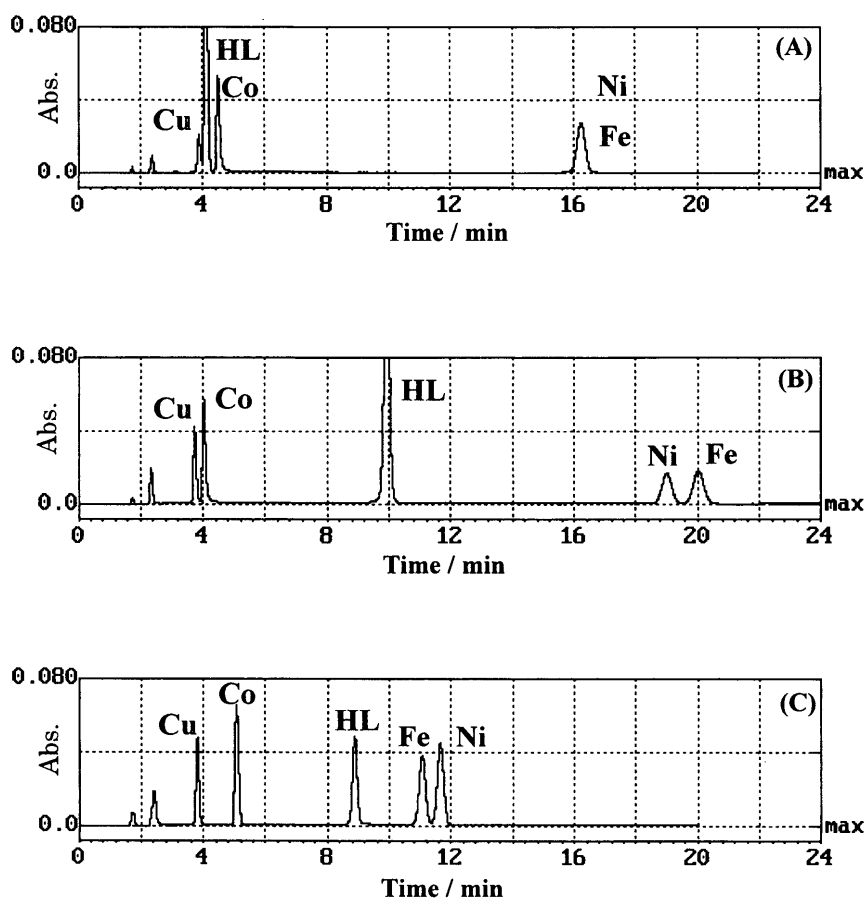 0.080
(A)
HL
Co
Ni
Cu
Fe
Abs.
0.0
max
0 4 8 12 16 20 24
Time / min
0.080
(B)
Cu Co HL
Ni Fe
Abs.
0.0
max
0 4 8 12 16 20 24
Time / min
0.080
(C)
Co
Cu HL Fe Ni
Abs.
0.0
max
0 4 8 12 16 20 24
Time / min